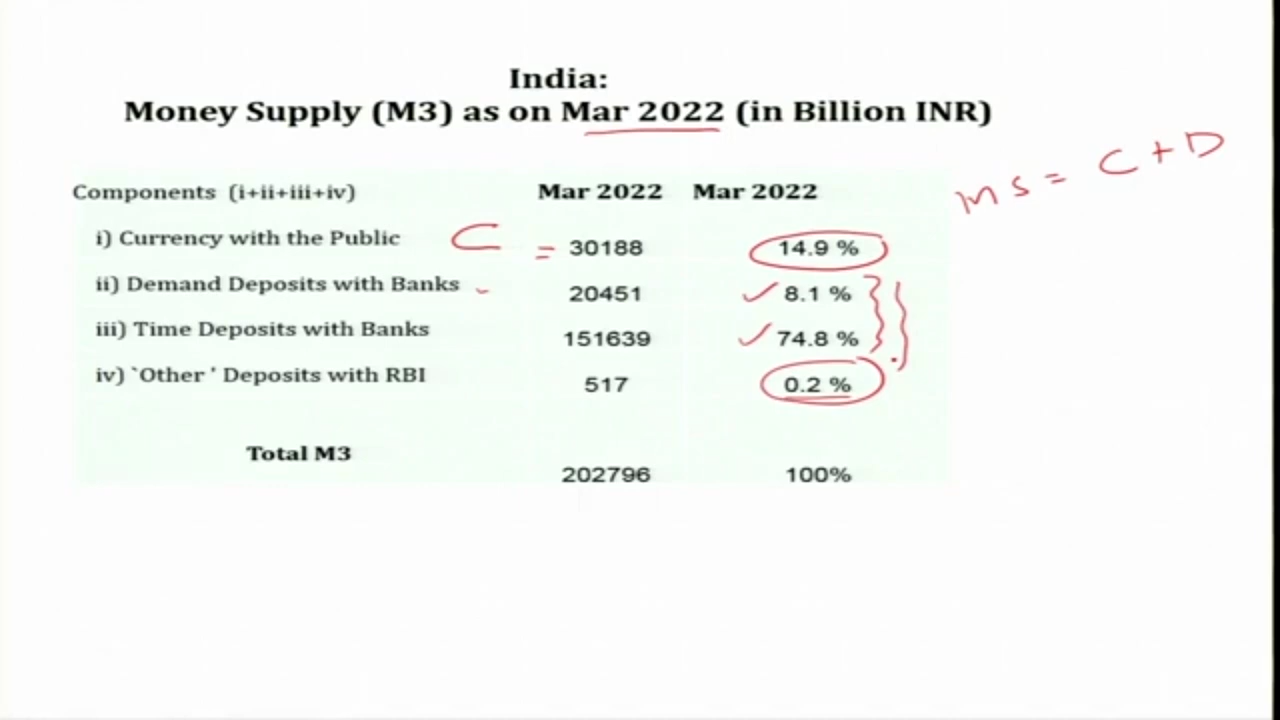 India:
Money Supply (M3) as on Mar 2022 (in Billion INR)
MS = C + D
Components (i+ii+iii+iv) Mar 2022 Mar 2022
i) Currency with the Public C = 30188 14.9 %
ii) Demand Deposits with Banks 20451 8.1 %
iii) Time Deposits with Banks 151639 74.8 %
iv) `Other ' Deposits with RBI 517 0.2 %
Total M3 202796 100%